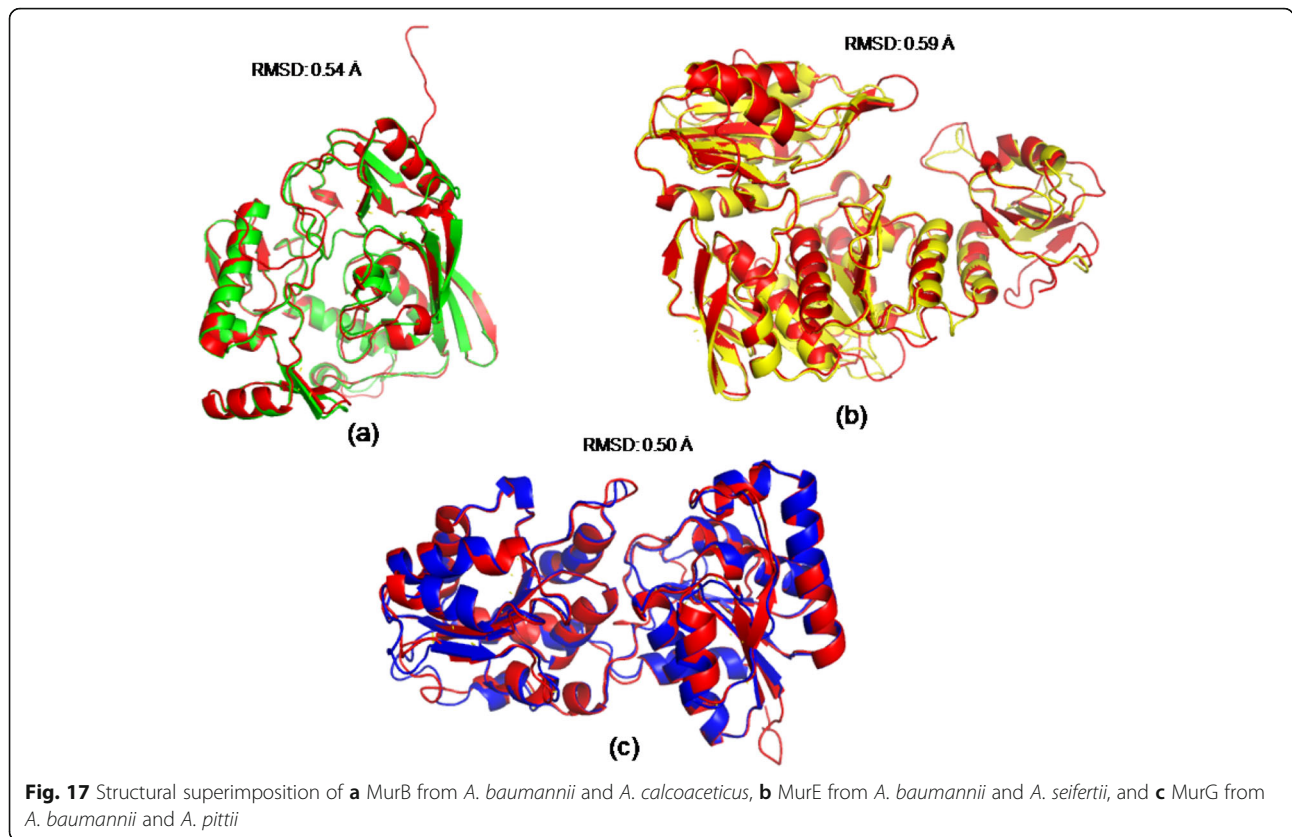 RMSD: 0.54 Å
RMSD: 0.59 Å
(a)
(b)
RMSD: 0.50 Å
(c)
Fig. 17 Structural superimposition of a MurB from A. baumannii and A. calcoaceticus, b MurE from A. baumannii and A. seifertii, and c MurG from
A. baumannii and A. pittii